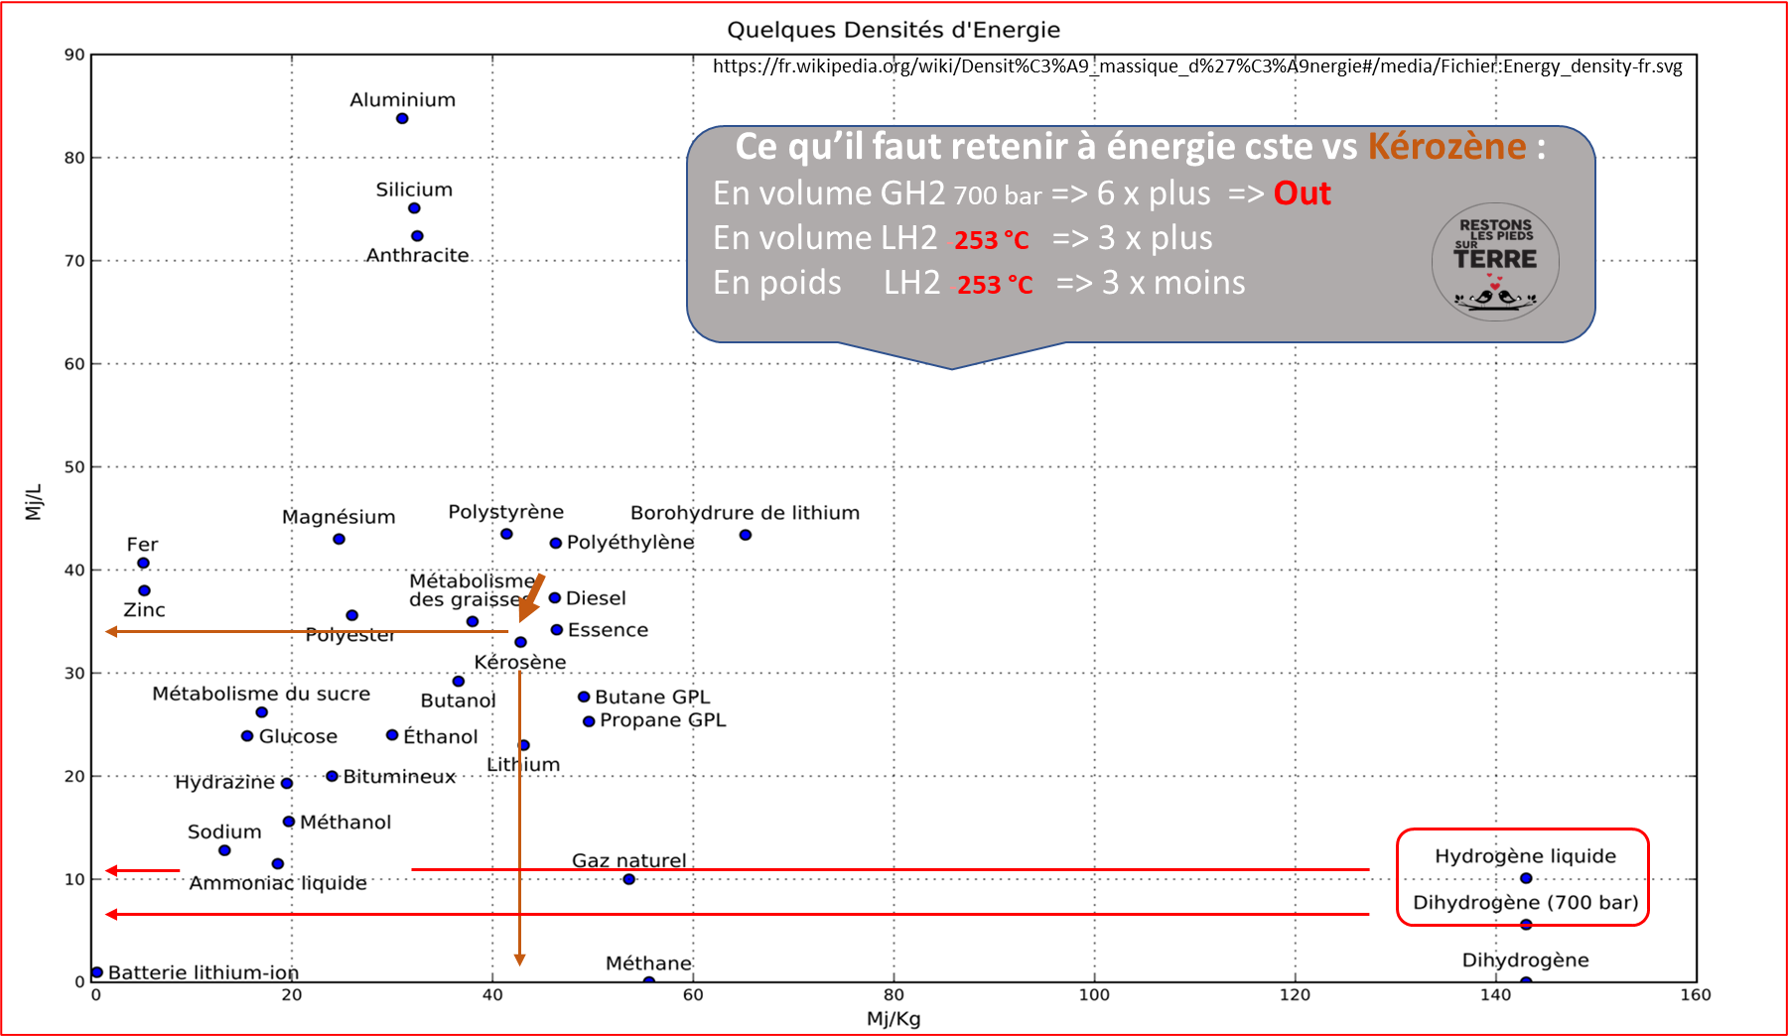 Quelques Densités d'Energie
https://fr.wikipedia.org/wiki/Densit%C3%A9_massique_d%27%C3%A9nergie#/media/Fichier:Energy_density-fr.svg
Ce qu'il faut retenir à énergie cste vs Kérozène :
En volume GH2 700 bar => 6 x plus => Out
En volume LH2 -253 °C => 3 x plus
En poids LH2 -253 °C => 3 x moins
RESTONS
LES PIEDS
SUR
TERRE
Mj/L
90
80
70
60
50
40
30
20
10
0
Aluminium
Silicium
Anthracite
Magnésium
Polystyrène
Borohydrure de lithium
Polyéthylène
Fer
Zinc
Métabolisme
des graisses
Diesel
Essence
Polyester
Kérosène
Métabolisme du sucre
Butanol
Butane GPL
Propane GPL
Glucose
Éthanol
Lithium
Hydrazine
Bitumineux
Méthanol
Sodium
Ammoniac liquide
Gaz naturel
Hydrogène liquide
Dihydrogène (700 bar)
Batterie lithium-ion
Méthane
Dihydrogène
0
20
40
60
80
100
120
140
160
Mj/Kg